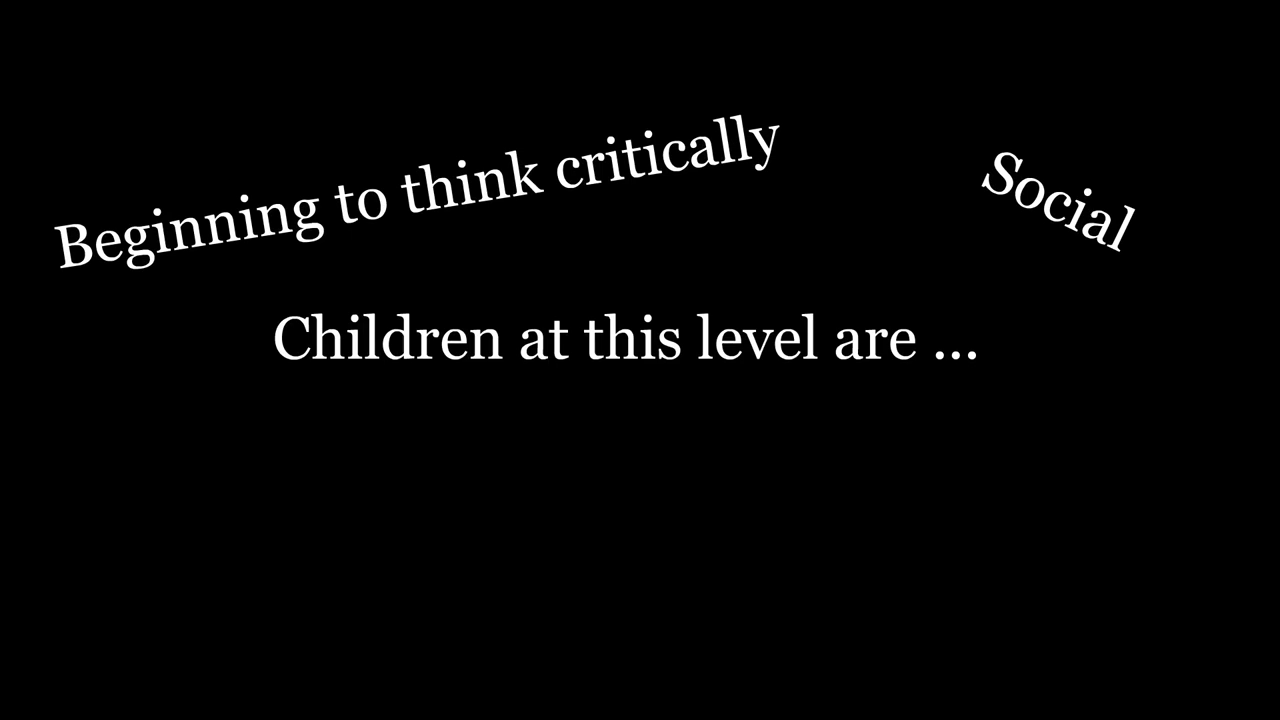 Beginning to think critically
Social
Children at this level are ...